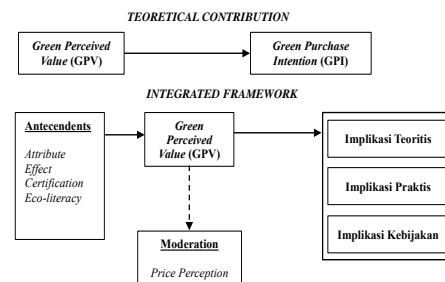 TEORETICAL CONTRIBUTION
Green Perceived
Value (GPV)
Green Purchase
Intention (GPI)
INTEGRATED FRAMEWORK
Antecendents
Attribute
Effect
Certification
Eco-literacy
Green
Perceived
Value (GPV)
Implikasi Teoritis
Implikasi Praktis
Implikasi Kebijakan
Moderation
Price Perception